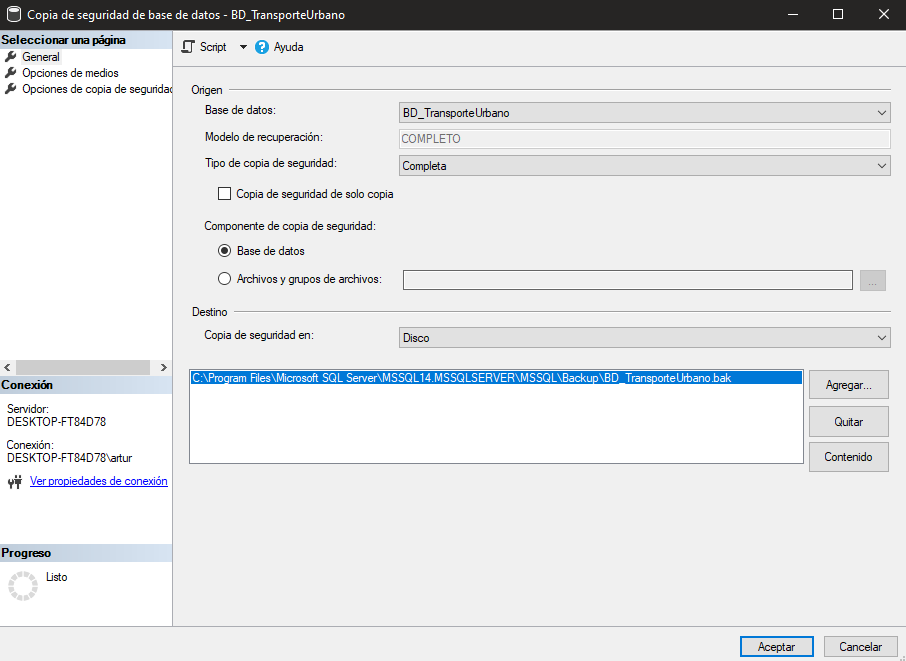 Copia de seguridad de base de datos - BD_TransporteUrbano
Seleccionar una página
General
Opciones de medios
Opciones de copia de seguridad
Script
Ayuda
Origen
Base de datos:
BD_TransporteUrbano
Modelo de recuperación:
COMPLETO
Tipo de copia de seguridad:
Completa
Copia de seguridad de solo copia
Componente de copia de seguridad:
Base de datos
Archivos y grupos de archivos:
...
Destino
Copia de seguridad en:
Disco
C:\Program Files\Microsoft SQL Server\MSSQL14.MSSQLSERVER\MSSQL\Backup\BD_TransporteUrbano.bak
Agregar...
Quitar
Contenido
Conexión
Servidor:
DESKTOP-FT84D78
Conexión:
DESKTOP-FT84D78\artur
Ver propiedades de conexión
Progreso
Listo
Aceptar
Cancelar